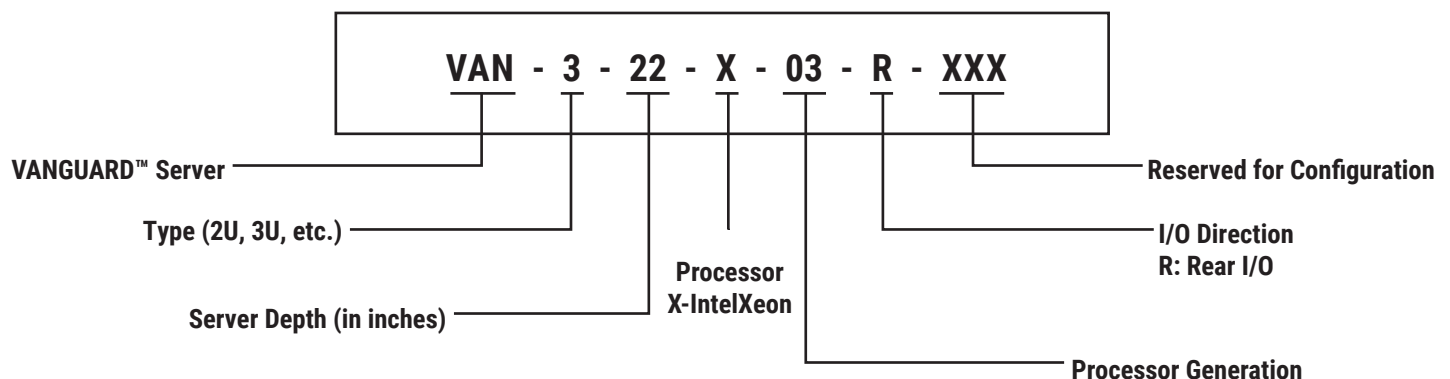 VAN - 3 - 22 - X - 03 - R - XXX
VANGUARD™ Server
Reserved for Configuration
Type (2U, 3U, etc.)
I/O Direction
R: Rear I/O
Processor
X-IntelXeon
Server Depth (in inches)
Processor Generation